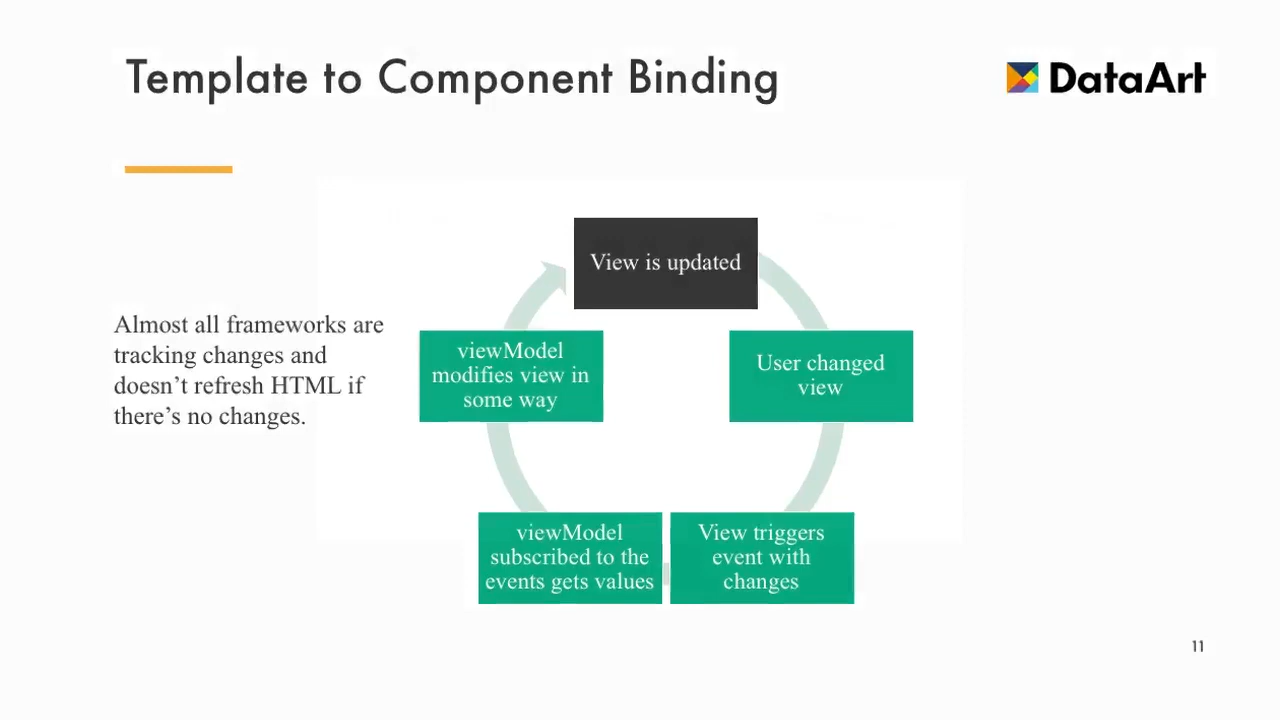 Template to Component Binding
DataArt
Almost all frameworks are
tracking changes and
doesn’t refresh HTML if
there’s no changes.
View is updated
User changed
view
View triggers
event with
changes
viewModel
subscribed to the
events gets values
viewModel
modifies view in
some way
11